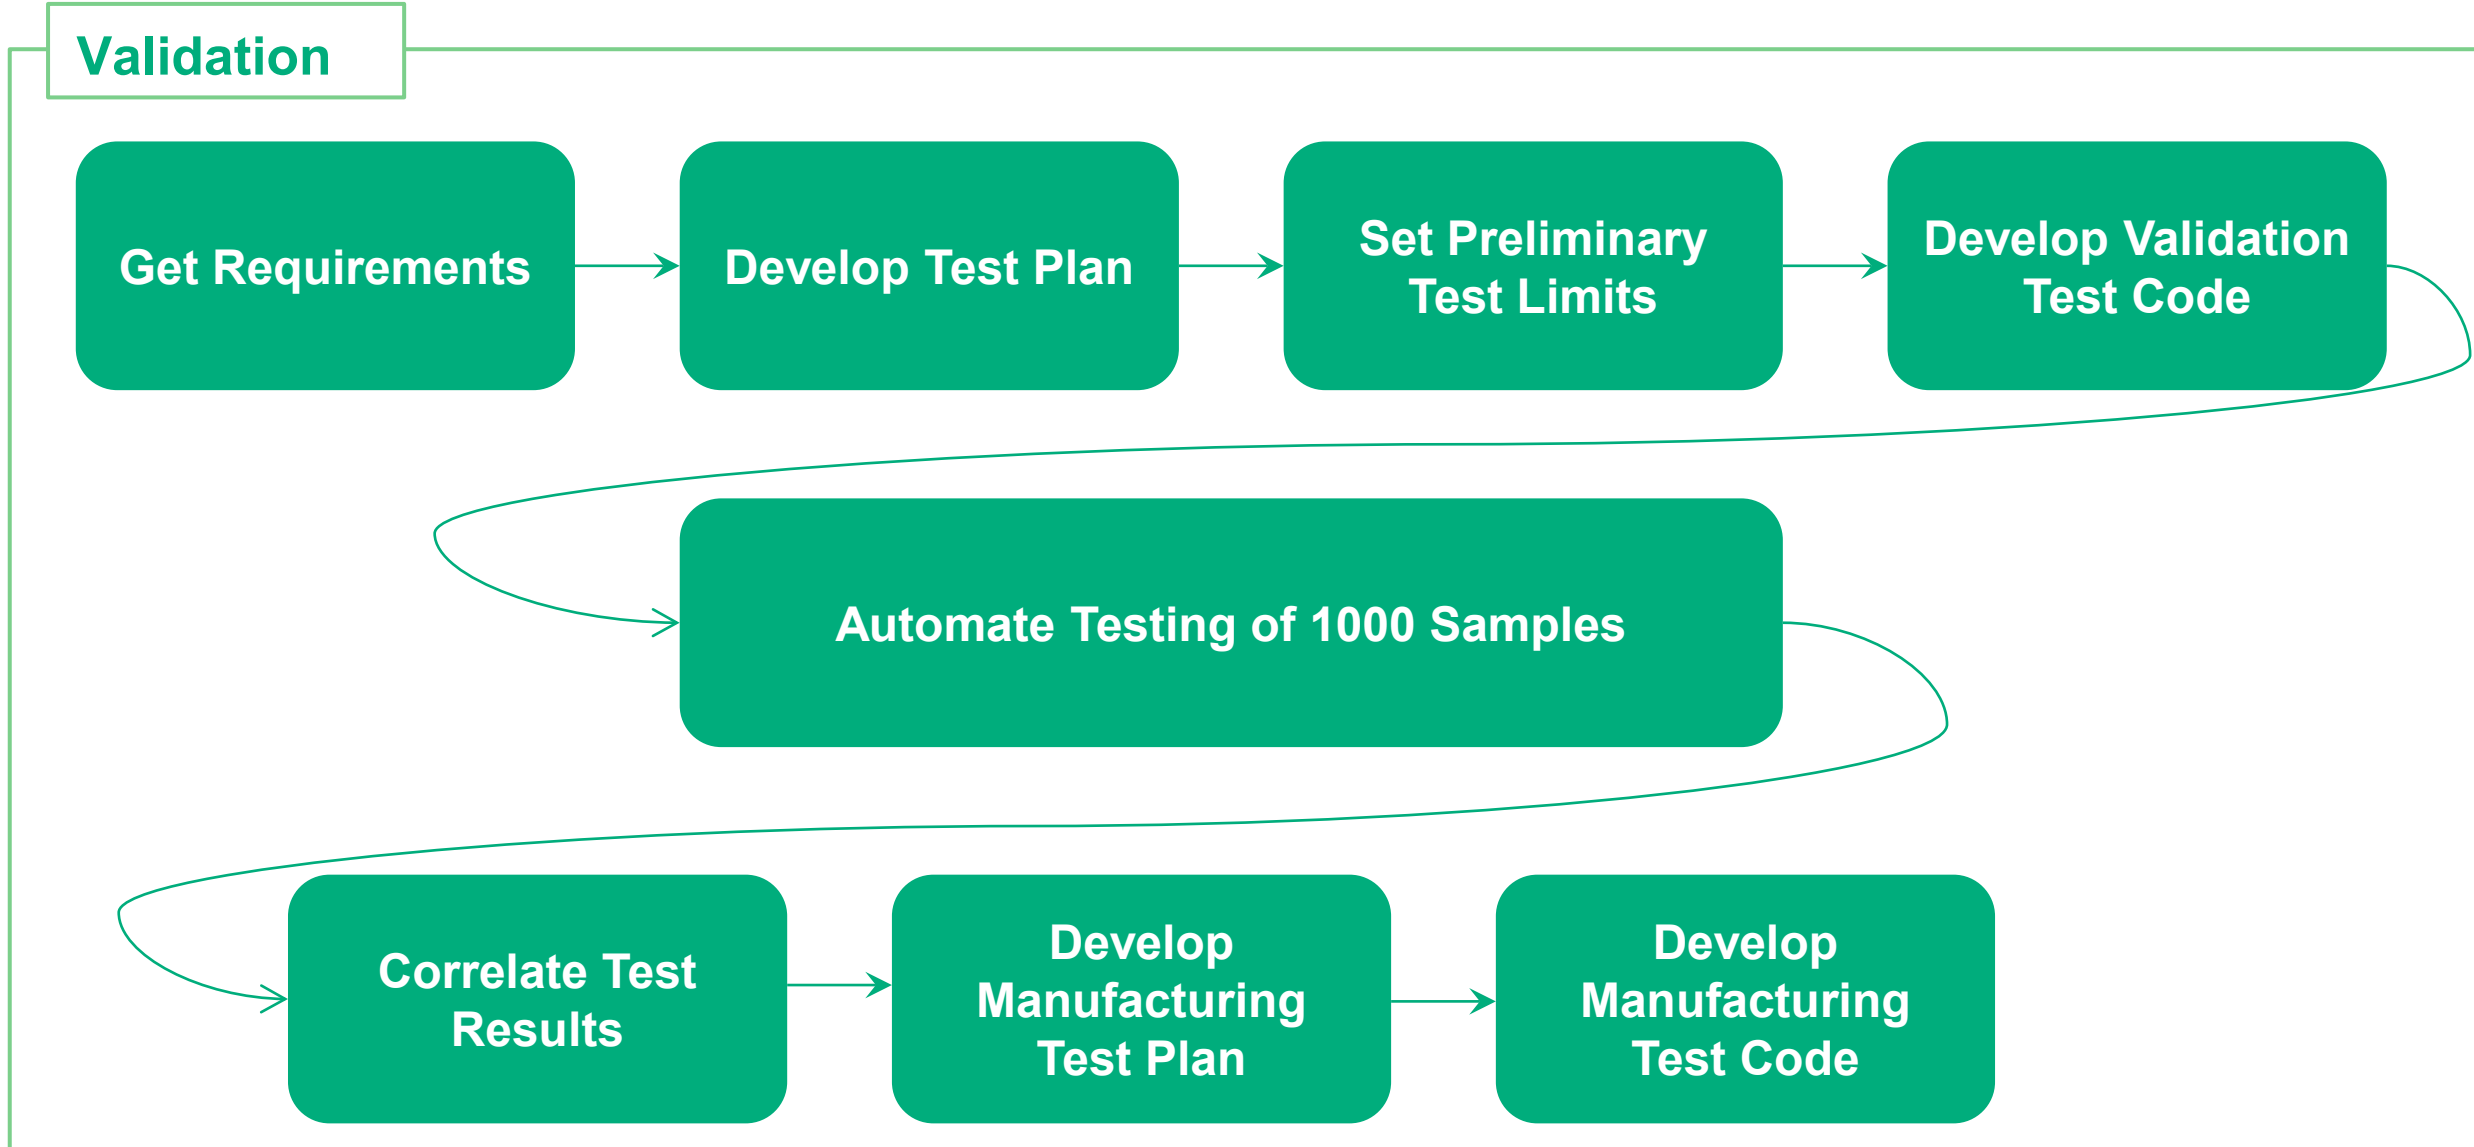 Validation
Get Requirements
Develop Test Plan
Set Preliminary
Test Limits
Develop Validation
Test Code
Automate Testing of 1000 Samples
Correlate Test
Results
Develop
Manufacturing
Test Plan
Develop
Manufacturing
Test Code